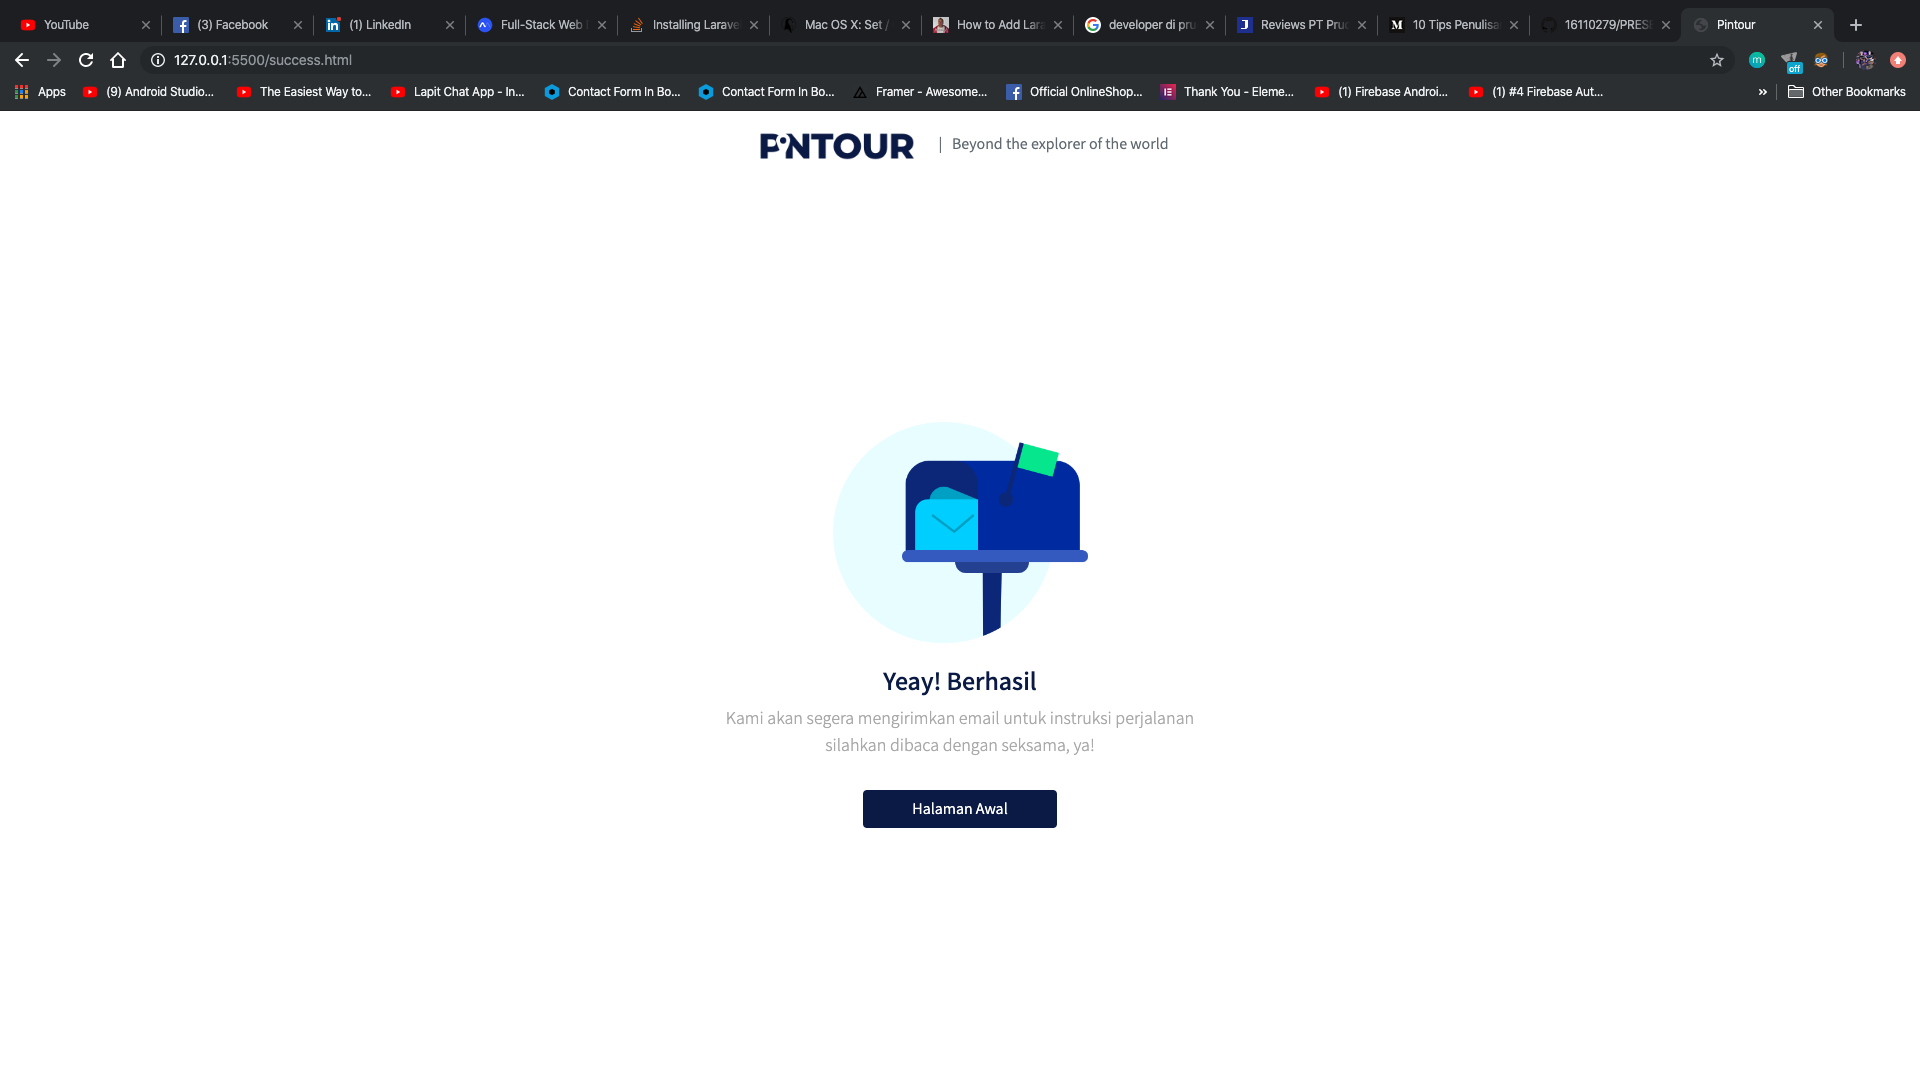 YouTube
(3) Facebook
(1) LinkedIn
Full-Stack Web
Installing Larave
Mac OS X: Set /
How to Add Lara
developer di pru
Reviews PT Pruc
10 Tips Penulisa
16110279/PRESE
Pintour
127.0.0.1:5500/success.html
off
Apps
(9) Android Studio...
The Easiest Way to...
Lapit Chat App - In...
Contact Form In Bo...
Contact Form In Bo...
Framer - Awesome...
Official OnlineShop...
Thank You - Eleme...
(1) Firebase Androi...
(1) #4 Firebase Aut...
»
Other Bookmarks
PINTOUR
| Beyond the explorer of the world
Yeay! Berhasil
Kami akan segera mengirimkan email untuk instruksi perjalanan
silahkan dibaca dengan seksama, ya!
Halaman Awal